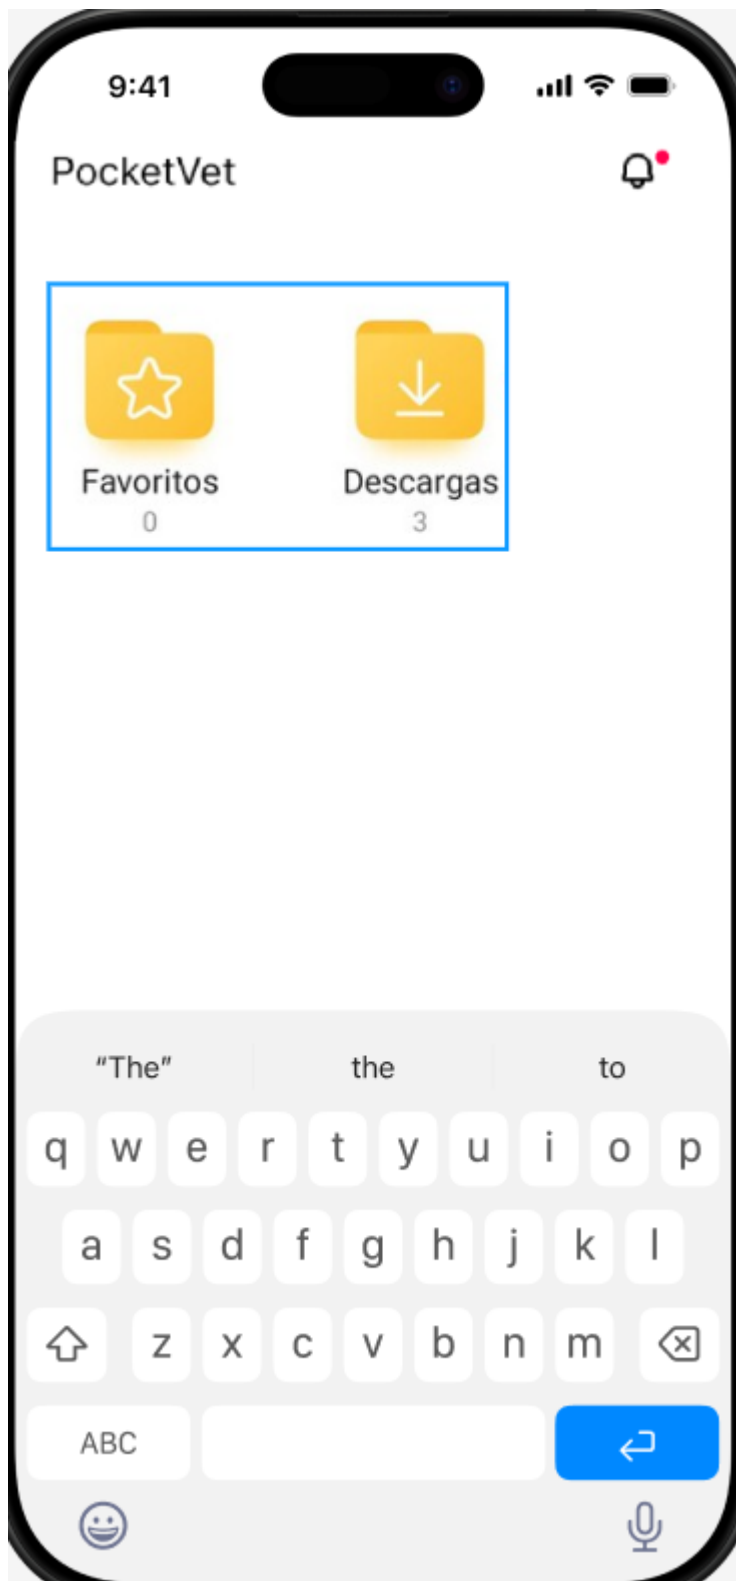 9:41
PocketVet
Favoritos Descargas
0 3
"The" the to
q w e r t y u i o p
a s d f g h j k l
z x c v b n m
ABC